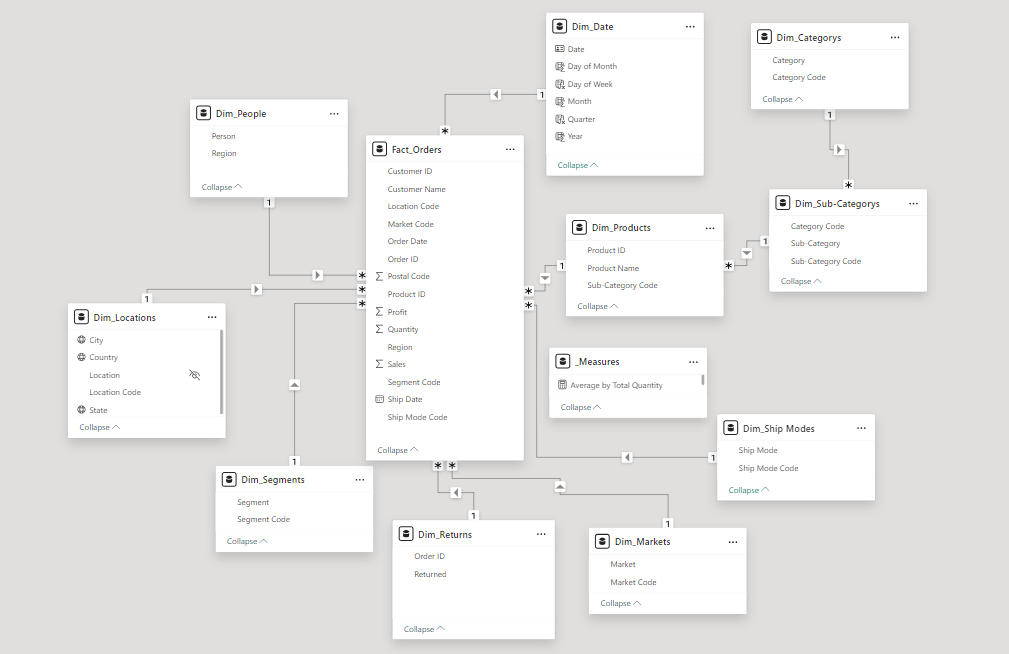 Dim_Date
Date
Day of Month
Day of Week
Month
Quarter
Year
Collapse
Dim_Categorys
Category
Category Code
Collapse
Dim_People
Person
Region
Collapse
Fact_Orders
Customer ID
Customer Name
Location Code
Market Code
Order Date
Order ID
Postal Code
Product ID
Profit
Quantity
Region
Sales
Segment Code
Ship Date
Ship Mode Code
Collapse
Dim_Sub-Categorys
Category Code
Sub-Category
Sub-Category Code
Collapse
Dim_Products
Product ID
Product Name
Sub-Category Code
Collapse
Dim_Locations
City
Country
Location
Location Code
State
Collapse
_Measures
Average by Total Quantity
Collapse
Dim_Ship Modes
Ship Mode
Ship Mode Code
Collapse
Dim_Segments
Segment
Segment Code
Collapse
Dim_Returns
Order ID
Returned
Collapse
Dim_Markets
Market
Market Code
Collapse
1
*
1
*
1
*
1
*
1
*
1
*
1
*
1
*
1
*
1
*